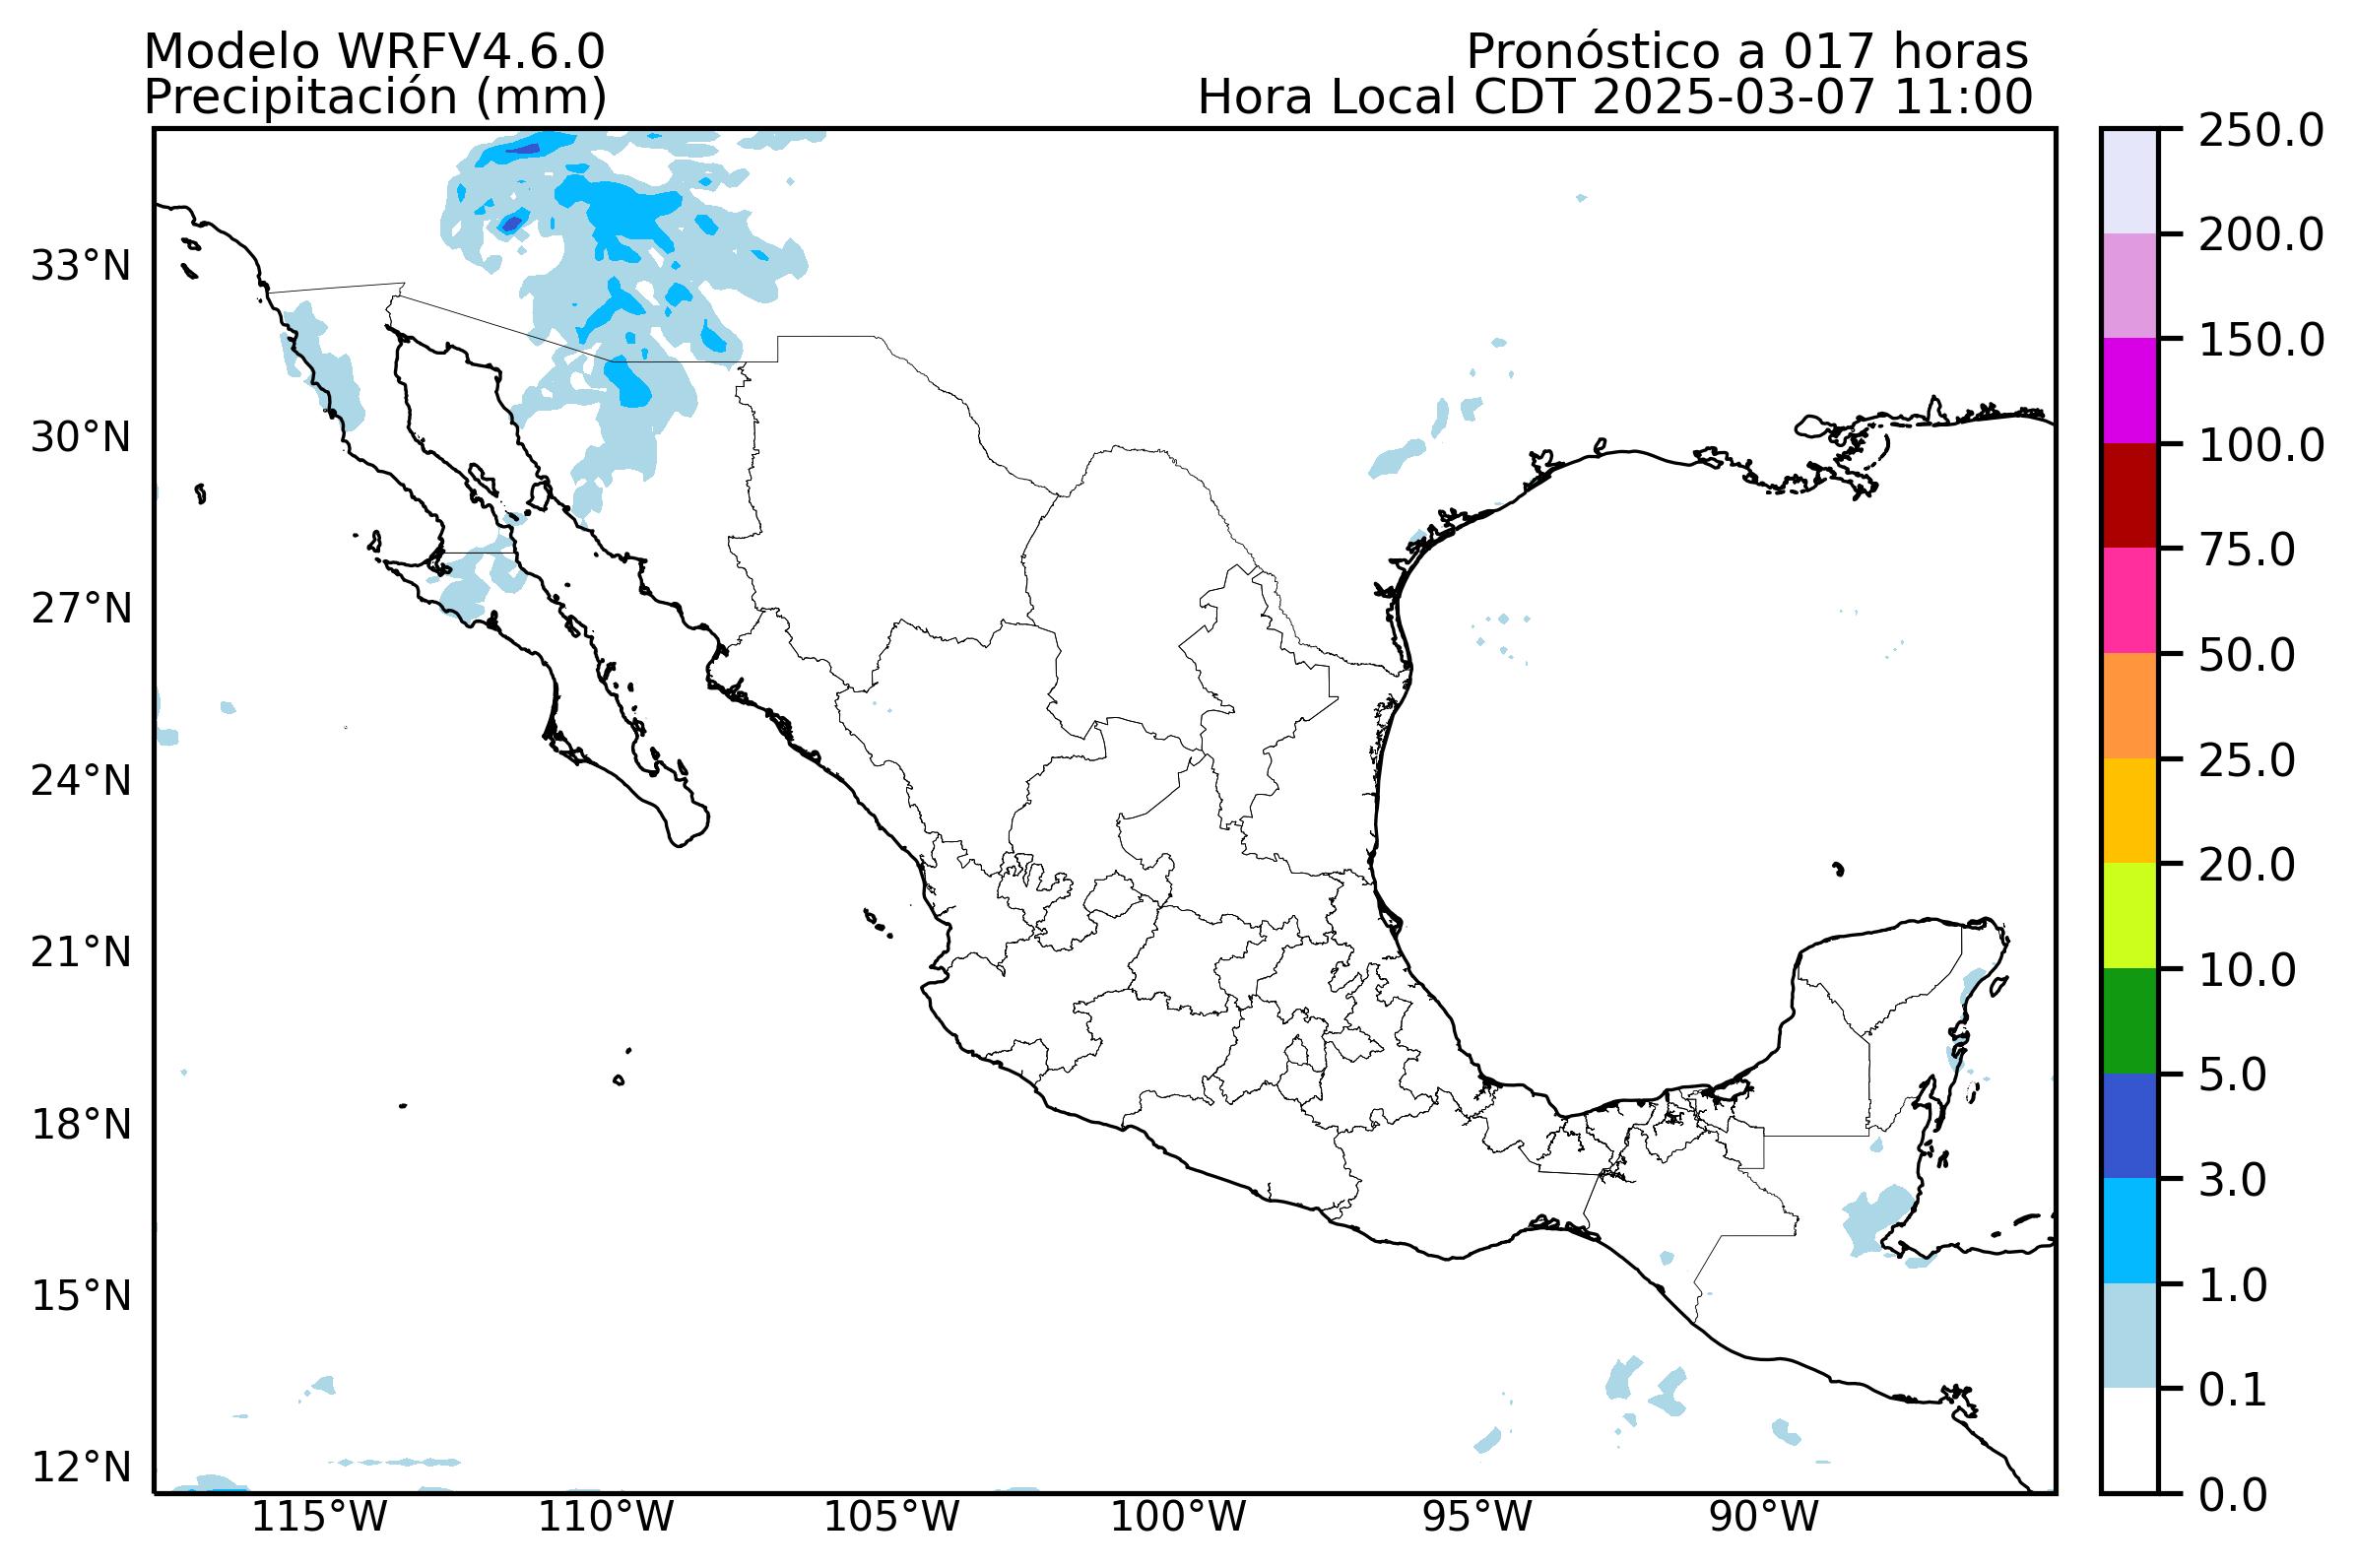 Modelo WRFV4.6.0
Pronóstico a 017 horas
Precipitación (mm)
Hora Local CDT 2025-03-07 11:00
33°N
30°N
27°N
24°N
21°N
18°N
15°N
12°N
115°W
110°W
105°W
100°W
95°W
90°W
250.0
200.0
150.0
100.0
75.0
50.0
25.0
20.0
10.0
5.0
3.0
1.0
0.1
0.0